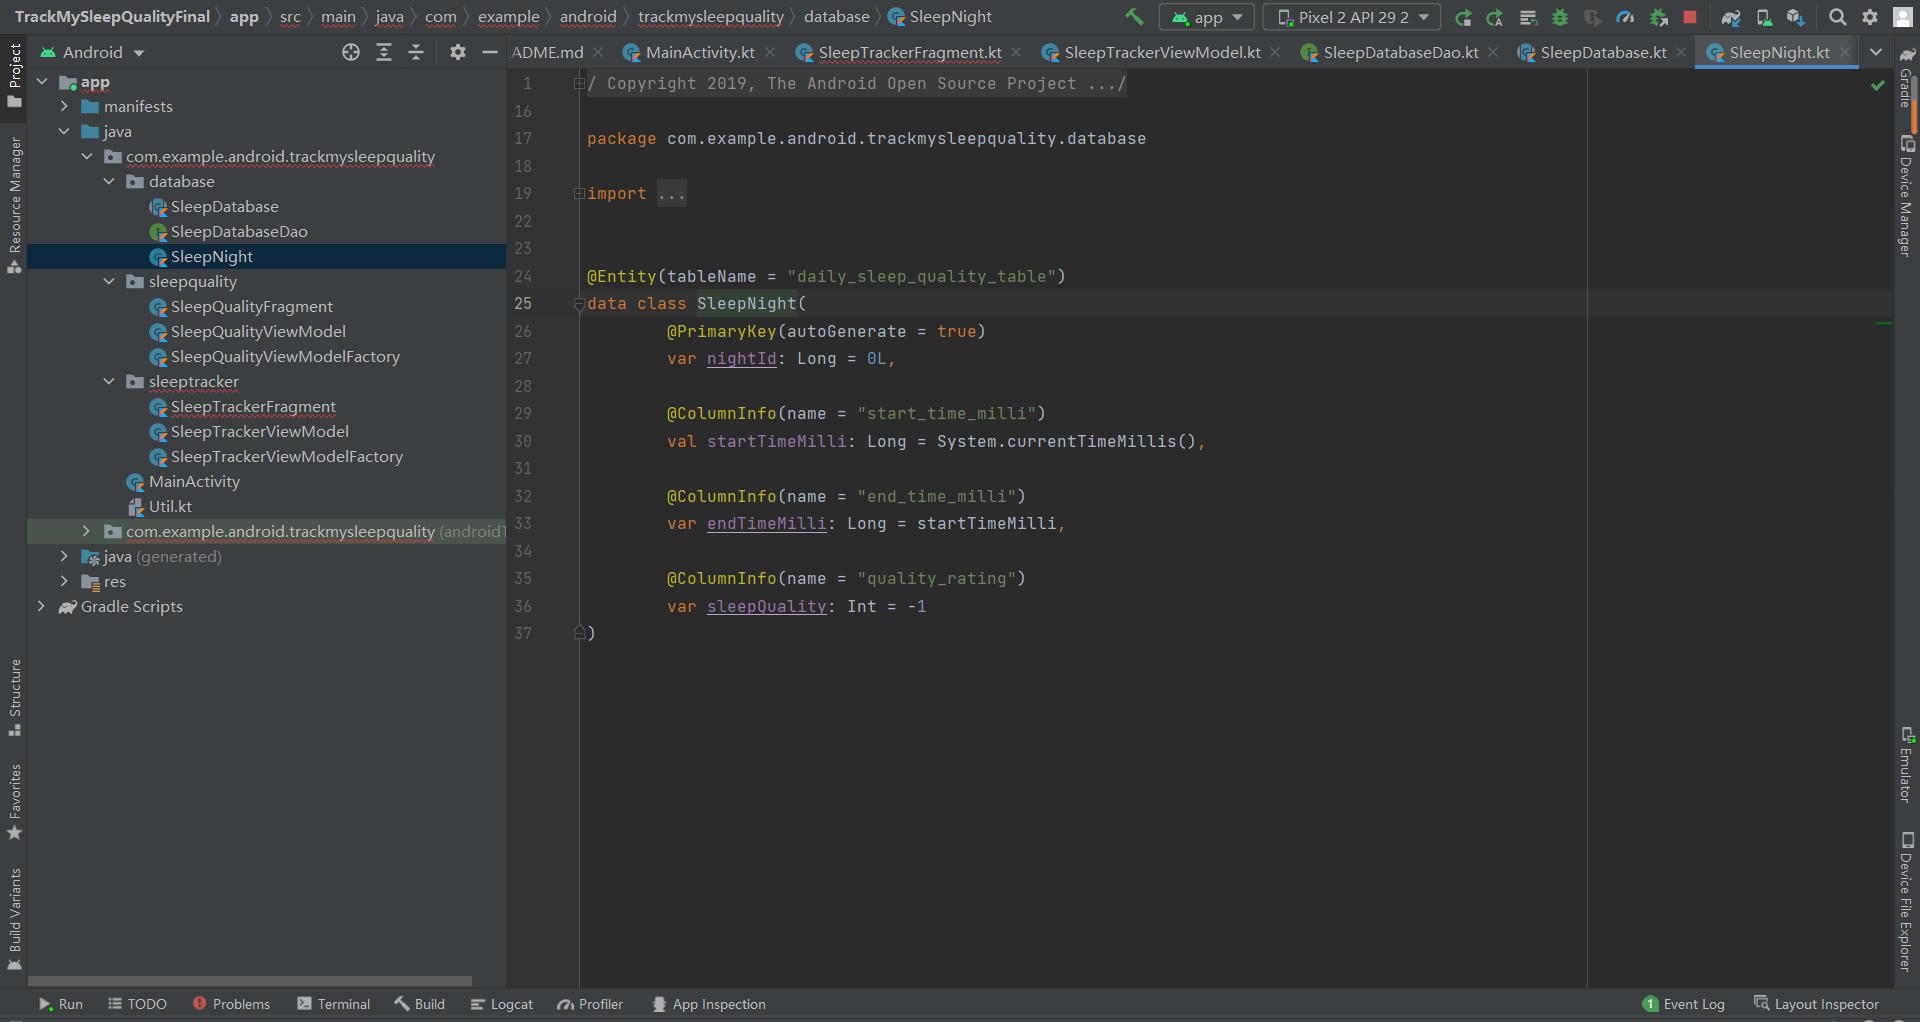 TrackMySleepQualityFinal app src main java com example android trackmysleepquality database SleepNight app Pixel 2 API 29 2
Android
ADME.md MainActivity.kt SleepTrackerFragment.kt SleepTrackerViewModel.kt SleepDatabaseDao.kt SleepDatabase.kt SleepNight.kt
Project
Resource Manager
Structure
Favorites
Build Variants
app
manifests
java
com.example.android.trackmysleepquality
database
SleepDatabase
SleepDatabaseDao
SleepNight
sleepquality
SleepQualityFragment
SleepQualityViewModel
SleepQualityViewModelFactory
sleeptracker
SleepTrackerFragment
SleepTrackerViewModel
SleepTrackerViewModelFactory
MainActivity
Util.kt
com.example.android.trackmysleepquality (androidT
java (generated)
res
Gradle Scripts
1 / Copyright 2019, The Android Open Source Project .../
16
17 package com.example.android.trackmysleepquality.database
18
19 import ...
22
23
24 @Entity(tableName = "daily_sleep_quality_table")
25 data class SleepNight(
26 @PrimaryKey(autoGenerate = true)
27 var nightId: Long = 0L,
28
29 @ColumnInfo(name = "start_time_milli")
30 val startTimeMilli: Long = System.currentTimeMillis(),
31
32 @ColumnInfo(name = "end_time_milli")
33 var endTimeMilli: Long = startTimeMilli,
34
35 @ColumnInfo(name = "quality_rating")
36 var sleepQuality: Int = -1
37 )
Gradle
Device Manager
Emulator
Device File Explorer
Run TODO Problems Terminal Build Logcat Profiler App Inspection 1 Event Log Layout Inspector